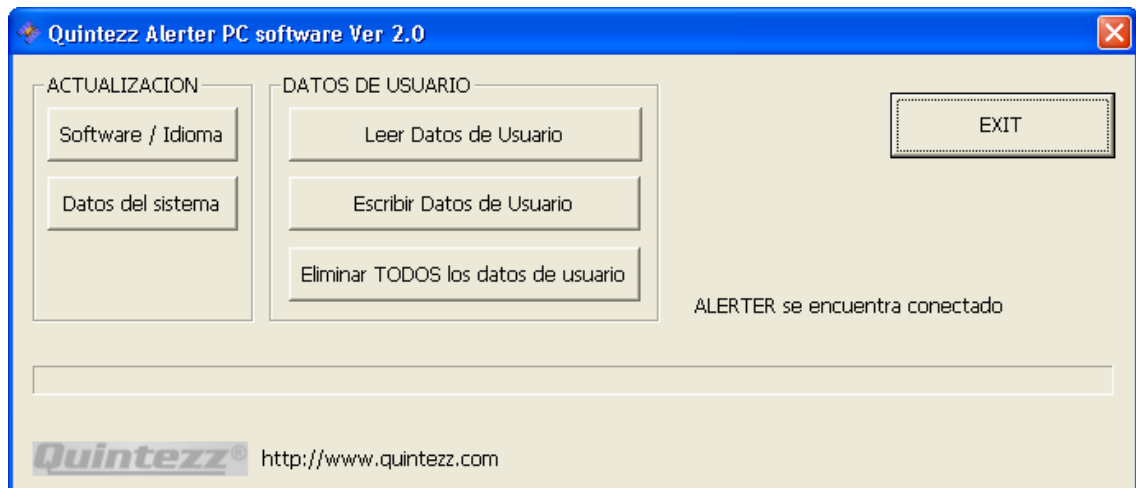 Quintezz Alerter PC software Ver 2.0
ACTUALIZACION
Software / Idioma
Datos del sistema
DATOS DE USUARIO
Leer Datos de Usuario
Escribir Datos de Usuario
Eliminar TODOS los datos de usuario
EXIT
ALERTER se encuentra conectado
Quintezz® http://www.quintezz.com